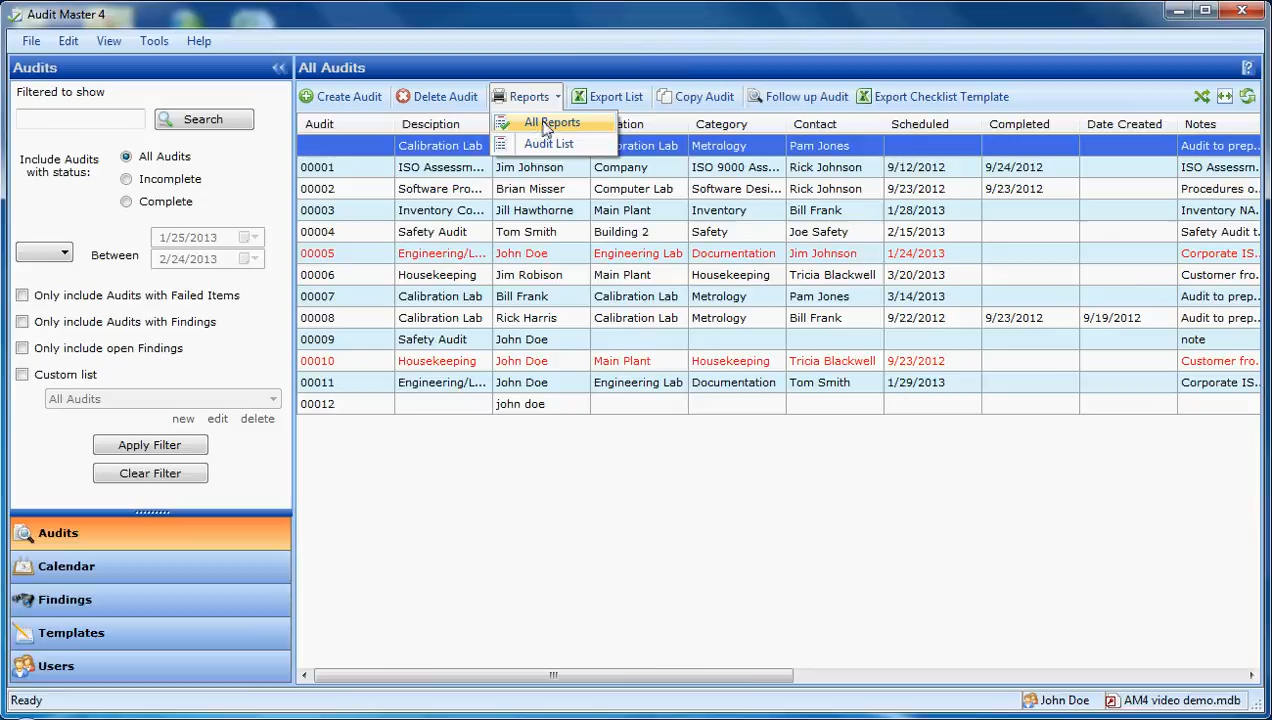 Audit Master 4
File Edit View Tools Help
Audits
All Audits
Filtered to show
Search
Include Audits with status:
All Audits
Incomplete
Complete
1/25/2013
Between
2/24/2013
Only include Audits with Failed Items
Only include Audits with Findings
Only include open Findings
Custom list
All Audits
new edit delete
Apply Filter
Clear Filter
Audits
Calendar
Findings
Templates
Users
Create Audit Delete Audit Reports Export List Copy Audit Follow up Audit Export Checklist Template
All Reports
Audit List
Audit Desciption Category Contact Scheduled Completed Date Created Notes
Calibration Lab Metrology Pam Jones Audit to prep...
00001 ISO Assessm... Jim Johnson Company ISO 9000 Ass... Rick Johnson 9/12/2012 9/24/2012 ISO Assessm...
00002 Software Pro... Brian Misser Computer Lab Software Desi... Rick Johnson 9/23/2012 9/23/2012 Procedures o...
00003 Inventory Co... Jill Hawthorne Main Plant Inventory Bill Frank 1/28/2013 Inventory NA...
00004 Safety Audit Tom Smith Building 2 Safety Joe Safety 2/15/2013 Safety Audit t...
00005 Engineering/L... John Doe Engineering Lab Documentation Jim Johnson 1/24/2013 Corporate IS...
00006 Housekeeping Jim Robison Main Plant Housekeeping Tricia Blackwell 3/20/2013 Customer fro...
00007 Calibration Lab Bill Frank Calibration Lab Metrology Pam Jones 3/14/2013 Audit to prep...
00008 Calibration Lab Rick Harris Calibration Lab Metrology Bill Frank 9/22/2012 9/23/2012 9/19/2012 Audit to prep...
00009 Safety Audit John Doe note
00010 Housekeeping John Doe Main Plant Housekeeping Tricia Blackwell 9/23/2012 Customer fro...
00011 Engineering/L... John Doe Engineering Lab Documentation Tom Smith 1/29/2013 Corporate IS...
00012 john doe
Ready John Doe AM4 video demo.mdb